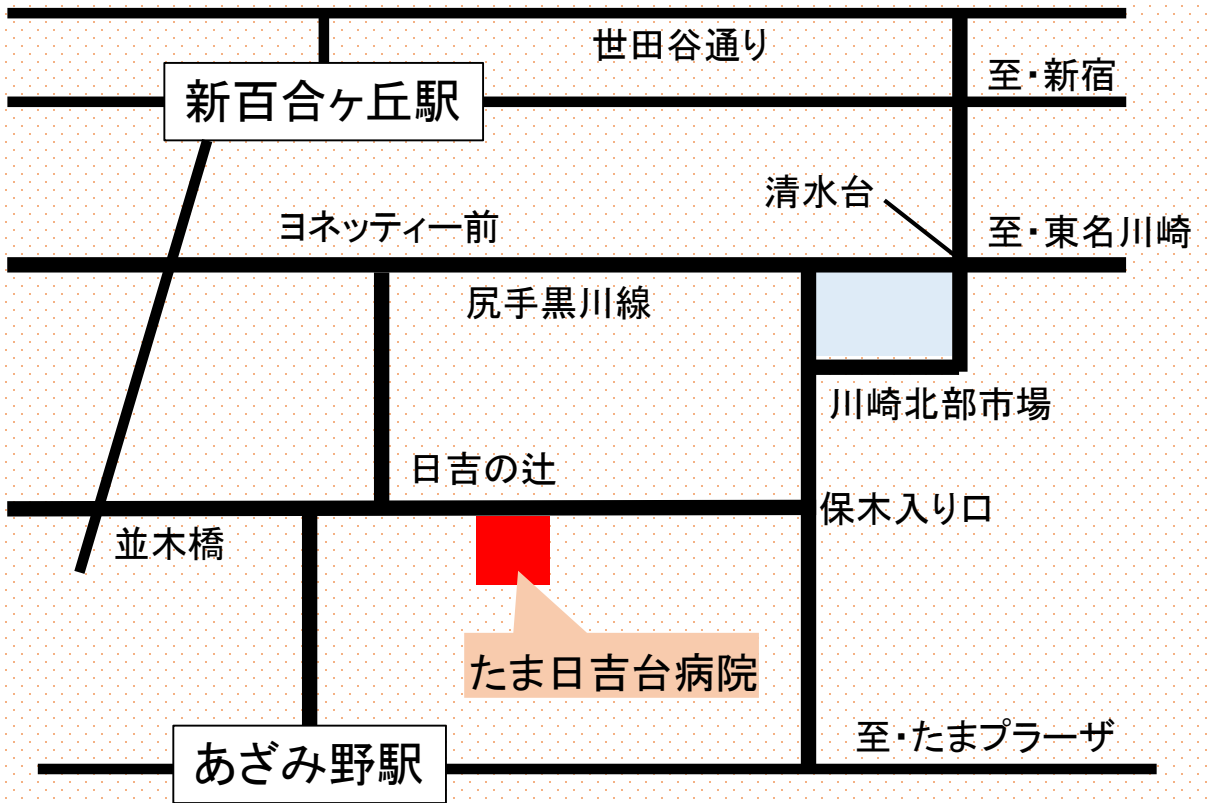 世田谷通り
至・新宿
新百合ヶ丘駅
清水台
ヨネッティー前
至・東名川崎
尻手黒川線
川崎北部市場
日吉の辻
保木入り口
並木橋
たま日吉台病院
至・たまプラーザ
あざみ野駅